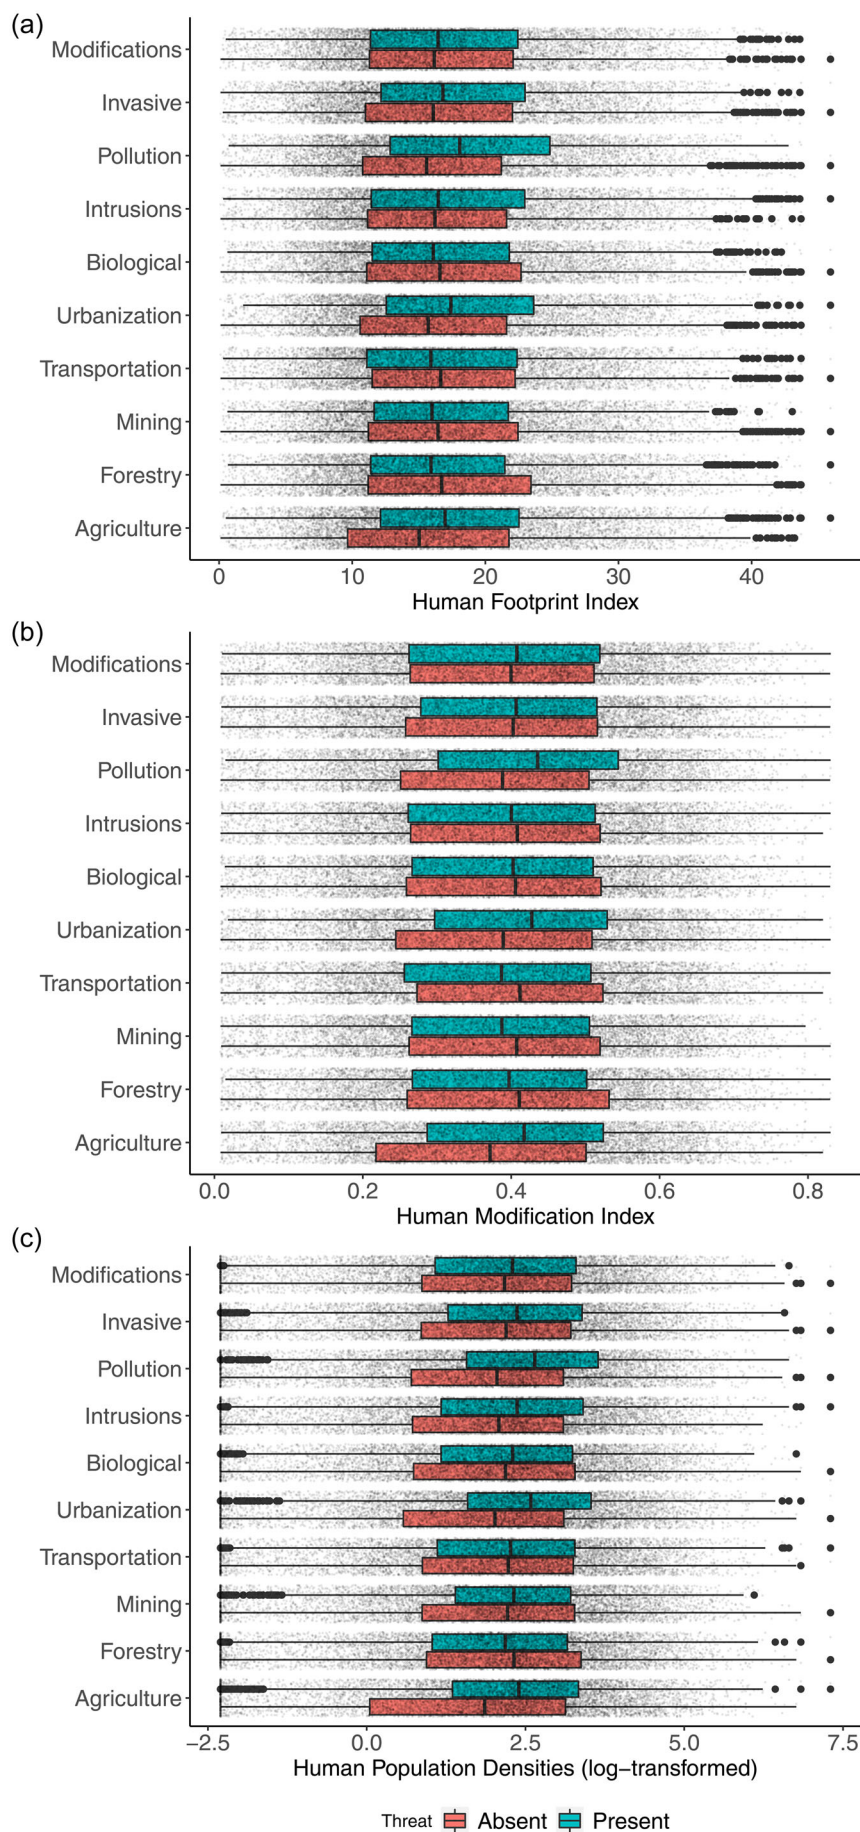 (a)
Modifications
Invasive
Pollution
Intrusions
Biological
Urbanization
Transportation
Mining
Forestry
Agriculture
0 10 20 30 40
Human Footprint Index
(b)
Modifications
Invasive
Pollution
Intrusions
Biological
Urbanization
Transportation
Mining
Forestry
Agriculture
0.0 0.2 0.4 0.6 0.8
Human Modification Index
(c)
Modifications
Invasive
Pollution
Intrusions
Biological
Urbanization
Transportation
Mining
Forestry
Agriculture
−2.5 0.0 2.5 5.0 7.5
Human Population Densities (log−transformed)
Threat Absent Present